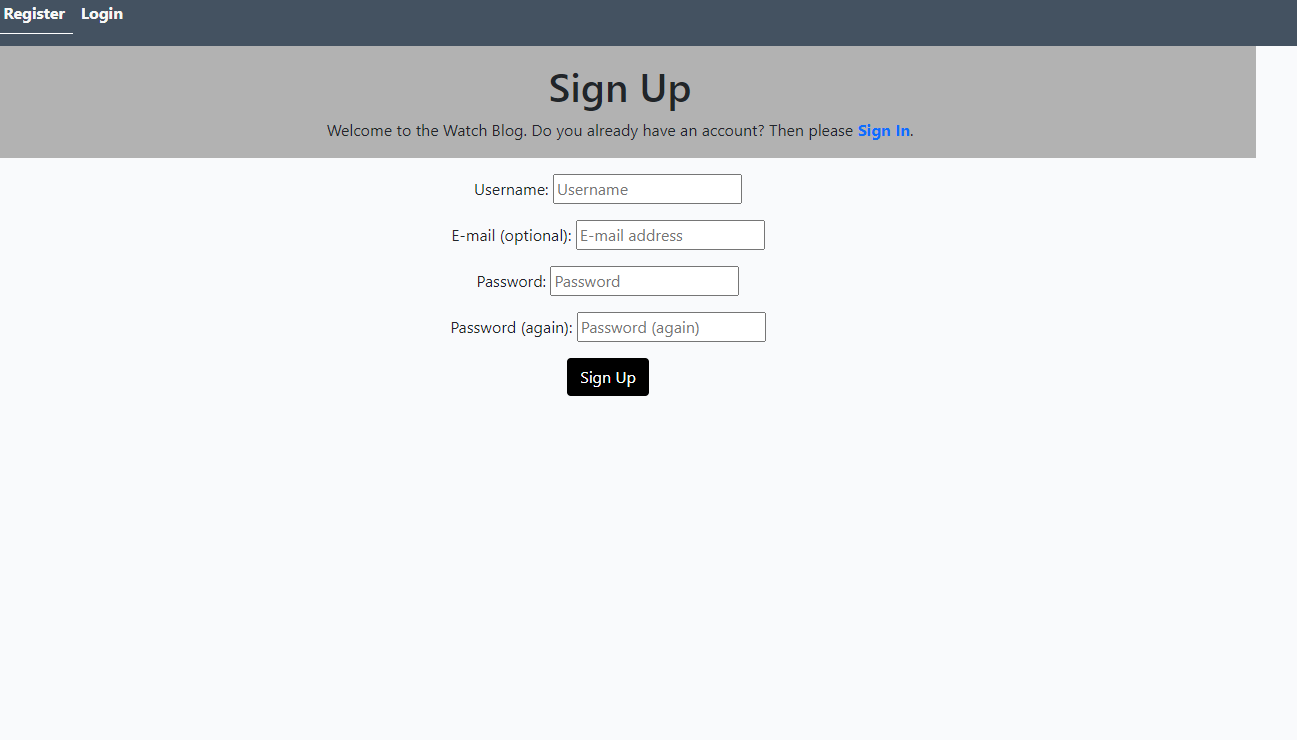 Register Login
Sign Up
Welcome to the Watch Blog. Do you already have an account? Then please Sign In.
Username: Username
E-mail (optional): E-mail address
Password: Password
Password (again): Password (again)
Sign Up